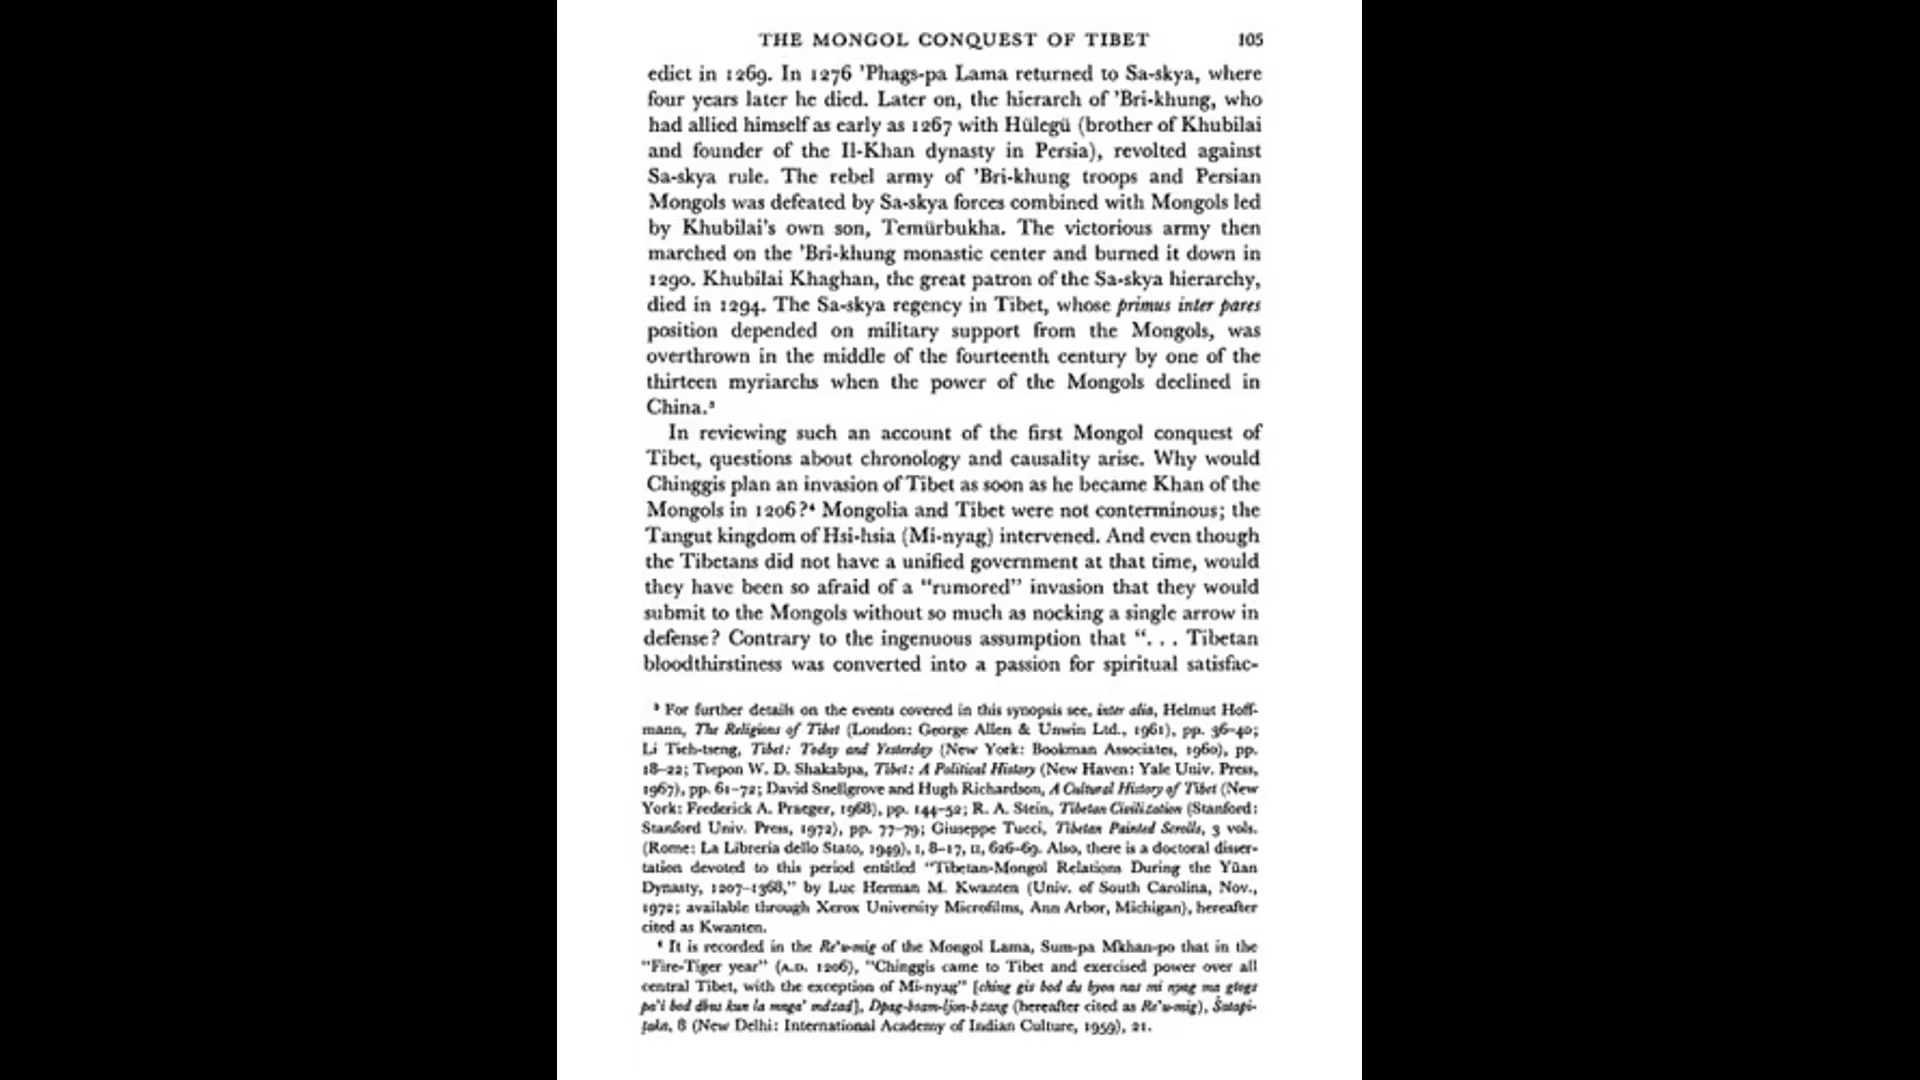 THE MONGOL CONQUEST OF TIBET 105
edict in 1269. In 1276 'Phags-pa Lama returned to Sa-skya, where
four years later he died. Later on, the hierarch of 'Bri-khung, who
had allied himself as early as 1267 with Hülegü (brother of Khubilai
and founder of the Il-Khan dynasty in Persia), revolted against
Sa-skya rule. The rebel army of 'Bri-khung troops and Persian
Mongols was defeated by Sa-skya forces combined with Mongols led
by Khubilai's own son, Temürbukha. The victorious army then
marched on the 'Bri-khung monastic center and burned it down in
1290. Khubilai Khaghan, the great patron of the Sa-skya hierarchy,
died in 1294. The Sa-skya regency in Tibet, whose primus inter pares
position depended on military support from the Mongols, was
overthrown in the middle of the fourteenth century by one of the
thirteen myriarchs when the power of the Mongols declined in
China.³
In reviewing such an account of the first Mongol conquest of
Tibet, questions about chronology and causality arise. Why would
Chinggis plan an invasion of Tibet as soon as he became Khan of the
Mongols in 1206?⁴ Mongolia and Tibet were not conterminous; the
Tangut kingdom of Hsi-hsia (Mi-nyag) intervened. And even though
the Tibetans did not have a unified government at that time, would
they have been so afraid of a "rumored" invasion that they would
submit to the Mongols without so much as nocking a single arrow in
defense? Contrary to the ingenuous assumption that ". . . Tibetan
bloodthirstiness was converted into a passion for spiritual satisfac-
³ For further details on the events covered in this synopsis see, inter alia, Helmut Hoff-
mann, The Religions of Tibet (London: George Allen & Unwin Ltd., 1961), pp. 36-40;
Li Tieh-tseng, Tibet: Today and Yesterday (New York: Bookman Associates, 1960), pp.
18-22; Tsepon W. D. Shakabpa, Tibet: A Political History (New Haven: Yale Univ. Press,
1967), pp. 61-72; David Snellgrove and Hugh Richardson, A Cultural History of Tibet (New
York: Frederick A. Praeger, 1968), pp. 144-52; R. A. Stein, Tibetan Civilization (Stanford:
Stanford Univ. Press, 1972), pp. 77-79; Giuseppe Tucci, Tibetan Painted Scrolls, 3 vols.
(Rome: La Libreria dello Stato, 1949), I, 8-17, II, 626-69. Also, there is a doctoral disser-
tation devoted to this period entitled "Tibetan-Mongol Relations During the Yüan
Dynasty, 1207-1368," by Luc Herman M. Kwanten (Univ. of South Carolina, Nov.,
1972; available through Xerox University Microfilms, Ann Arbor, Michigan), hereafter
cited as Kwanten.
⁴ It is recorded in the Re'u-mig of the Mongol Lama, Sum-pa Mkhan-po that in the
"Fire-Tiger year" (A.D. 1206), "Chinggis came to Tibet and exercised power over all
central Tibet, with the exception of Mi-nyag" [ching gis bod du byon nas mi nyag ma gtogs
pa'i bod dbus kun la mnga' mdzad], Dpag-bsam-ljon-bzang (hereafter cited as Re'u-mig), Śatapi-
ṭaka, 8 (New Delhi: International Academy of Indian Culture, 1959), 21.